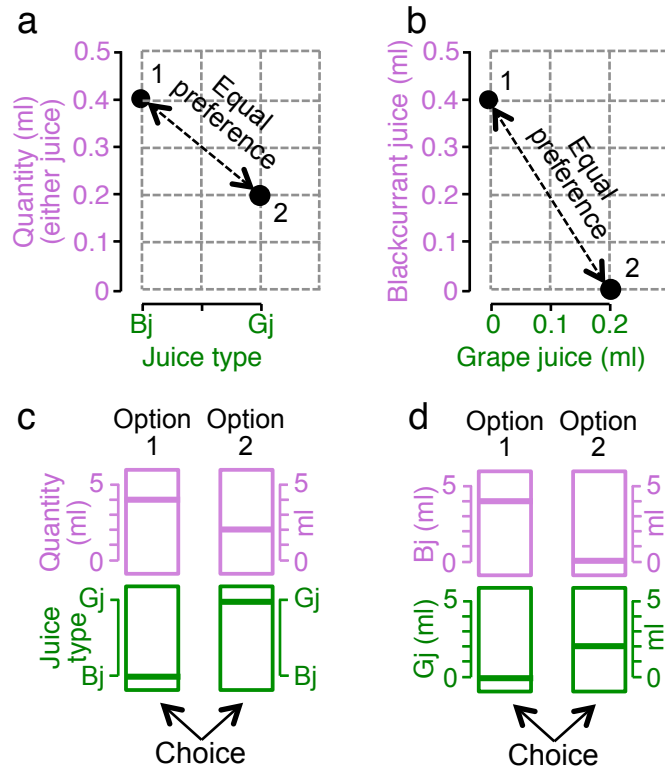 a
0.5
0.4
0.3
0.2
0.1
0
Quantity (ml)
(either juice)
1
Equal
preference
2
Bj
Gj
Juice type
b
0.5
0.4
0.3
0.2
0.1
0
Blackcurrant juice (ml)
1
Equal
preference
2
0
0.1
0.2
Grape juice (ml)
c
Option
1
Option
2
Quantity
(ml)
5
0
5
ml
0
Juice
type
Gj
Bj
Gj
Bj
Choice
d
Option
1
Option
2
Bj (ml)
5
0
5
ml
0
Gj (ml)
5
0
5
ml
0
Choice